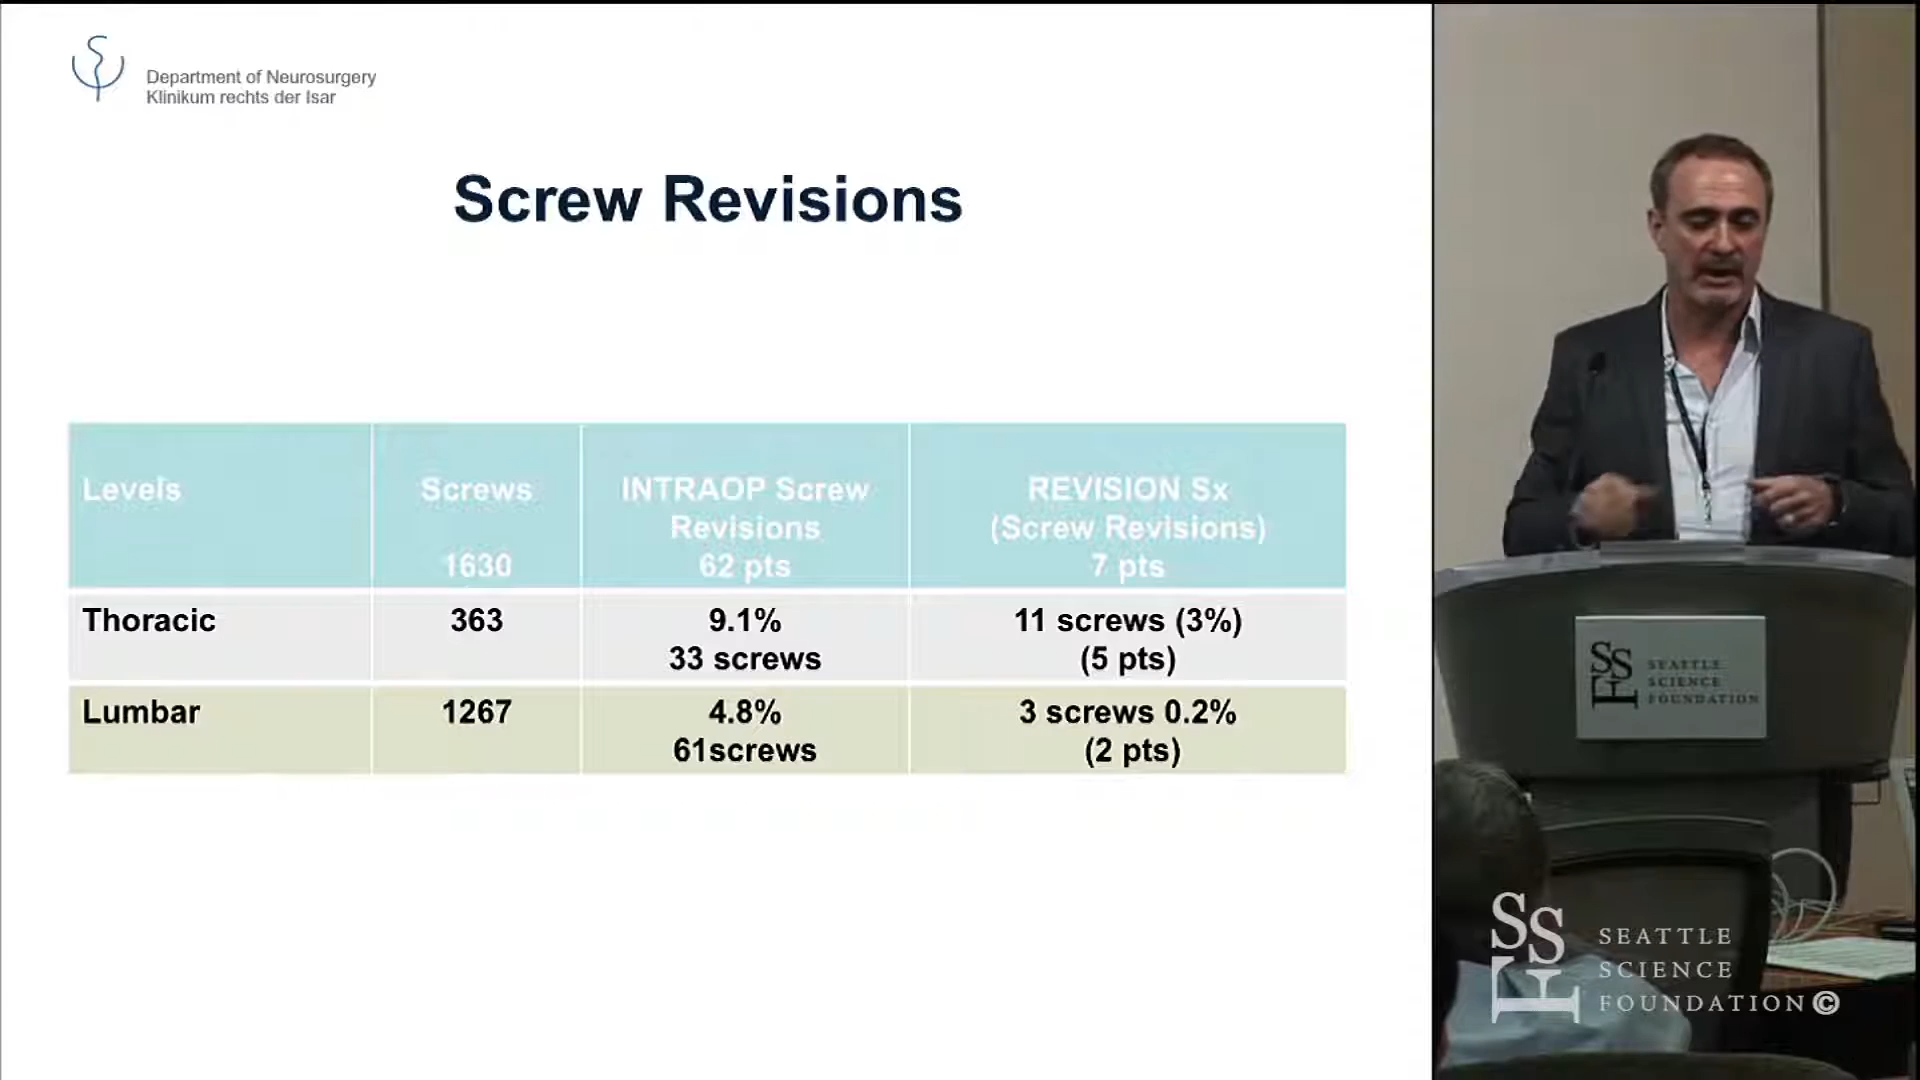 Department of Neurosurgery
Klinikum rechts der Isar
Screw Revisions
Levels
Screws
1630
INTRAOP Screw
Revisions
62 pts
REVISION Sx
(Screw Revisions)
7 pts
Thoracic
363
9.1%
33 screws
11 screws (3%)
(5 pts)
Lumbar
1267
4.8%
61screws
3 screws 0.2%
(2 pts)
SSF
SEATTLE
SCIENCE
FOUNDATION
SSF
SEATTLE
SCIENCE
FOUNDATION©